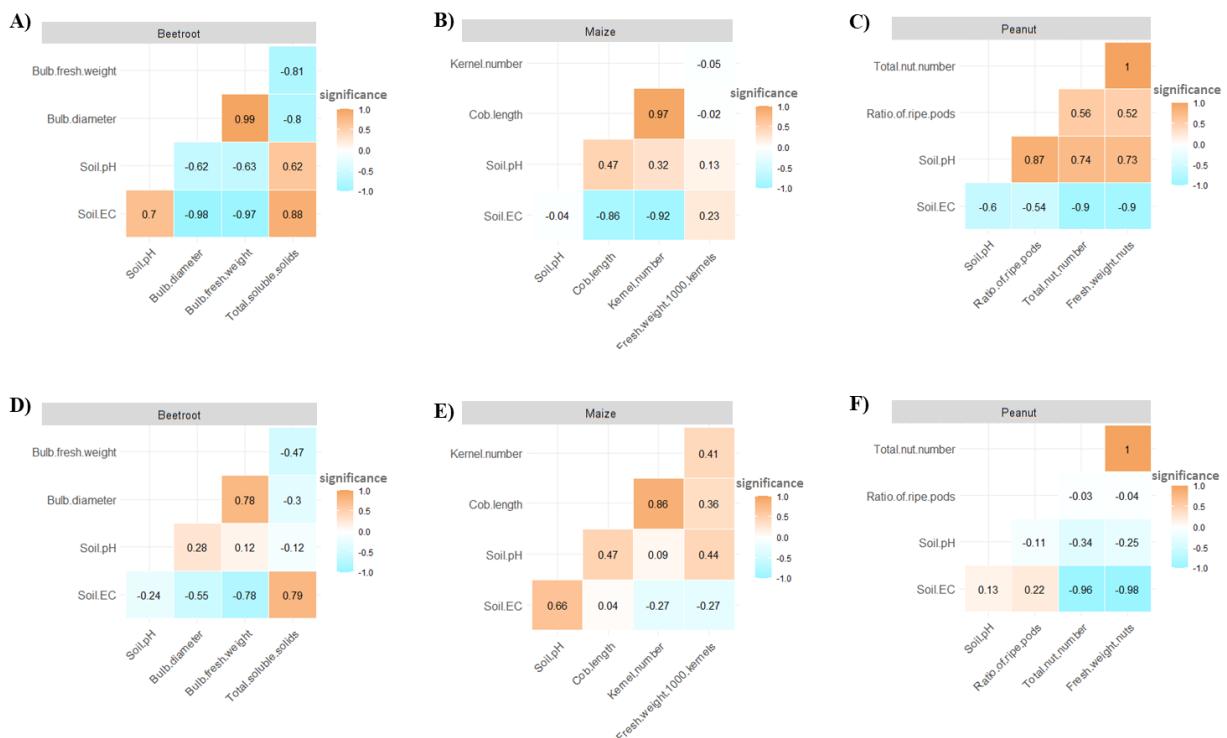 A)
Beetroot
Bulb.fresh.weight
-0.81
Bulb.diameter
0.99 -0.8
Soil.pH
-0.62 -0.63 0.62
Soil.EC
0.7 -0.98 -0.97 0.88
Soil.pH
Bulb.diameter
Bulb.fresh.weight
Total.soluble.solids
significance
1.0
0.5
0.0
-0.5
-1.0
B)
Maize
Kernel.number
-0.05
Cob.length
0.97 -0.02
Soil.pH
0.47 0.32 0.13
Soil.EC
-0.04 -0.86 -0.92 0.23
Soil.pH
Cob.length
Kernel.number
Fresh.weight.1000.kernels
significance
1.0
0.5
0.0
-0.5
-1.0
C)
Peanut
Total.nut.number
1
Ratio.of.ripe.pods
0.56 0.52
Soil.pH
0.87 0.74 0.73
Soil.EC
-0.6 -0.54 -0.9 -0.9
Soil.pH
Ratio.of.ripe.pods
Total.nut.number
Fresh.weight.nuts
significance
1.0
0.5
0.0
-0.5
-1.0
D)
Beetroot
Bulb.fresh.weight
-0.47
Bulb.diameter
0.78 -0.3
Soil.pH
0.28 0.12 -0.12
Soil.EC
-0.24 -0.55 -0.78 0.79
Soil.pH
Bulb.diameter
Bulb.fresh.weight
Total.soluble.solids
significance
1.0
0.5
0.0
-0.5
-1.0
E)
Maize
Kernel.number
0.41
Cob.length
0.86 0.36
Soil.pH
0.47 0.09 0.44
Soil.EC
0.66 0.04 -0.27 -0.27
Soil.pH
Cob.length
Kernel.number
Fresh.weight.1000.kernels
significance
1.0
0.5
0.0
-0.5
-1.0
F)
Peanut
Total.nut.number
1
Ratio.of.ripe.pods
-0.03 -0.04
Soil.pH
-0.11 -0.34 -0.25
Soil.EC
0.13 0.22 -0.96 -0.98
Soil.pH
Ratio.of.ripe.pods
Total.nut.number
Fresh.weight.nuts
significance
1.0
0.5
0.0
-0.5
-1.0